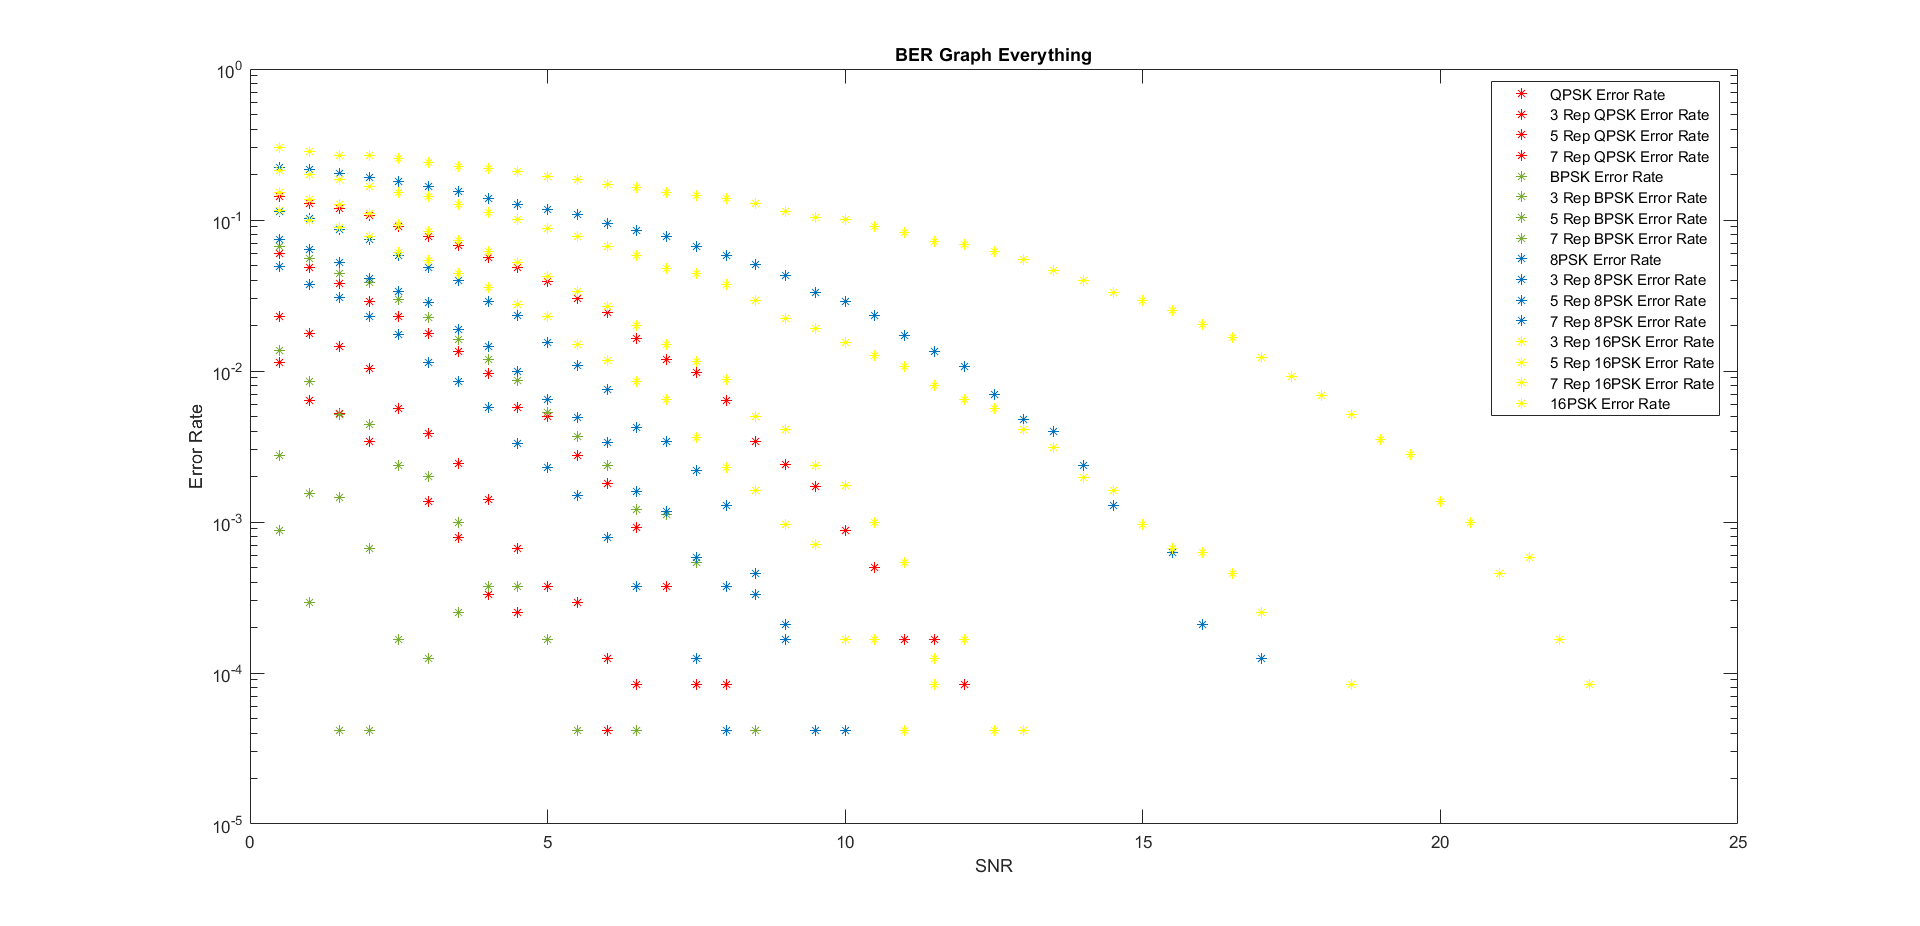 BER Graph Everything
10^0
10^-1
10^-2
10^-3
10^-4
10^-5
Error Rate
0 5 10 15 20 25
SNR
QPSK Error Rate
3 Rep QPSK Error Rate
5 Rep QPSK Error Rate
7 Rep QPSK Error Rate
BPSK Error Rate
3 Rep BPSK Error Rate
5 Rep BPSK Error Rate
7 Rep BPSK Error Rate
8PSK Error Rate
3 Rep 8PSK Error Rate
5 Rep 8PSK Error Rate
7 Rep 8PSK Error Rate
3 Rep 16PSK Error Rate
5 Rep 16PSK Error Rate
7 Rep 16PSK Error Rate
16PSK Error Rate